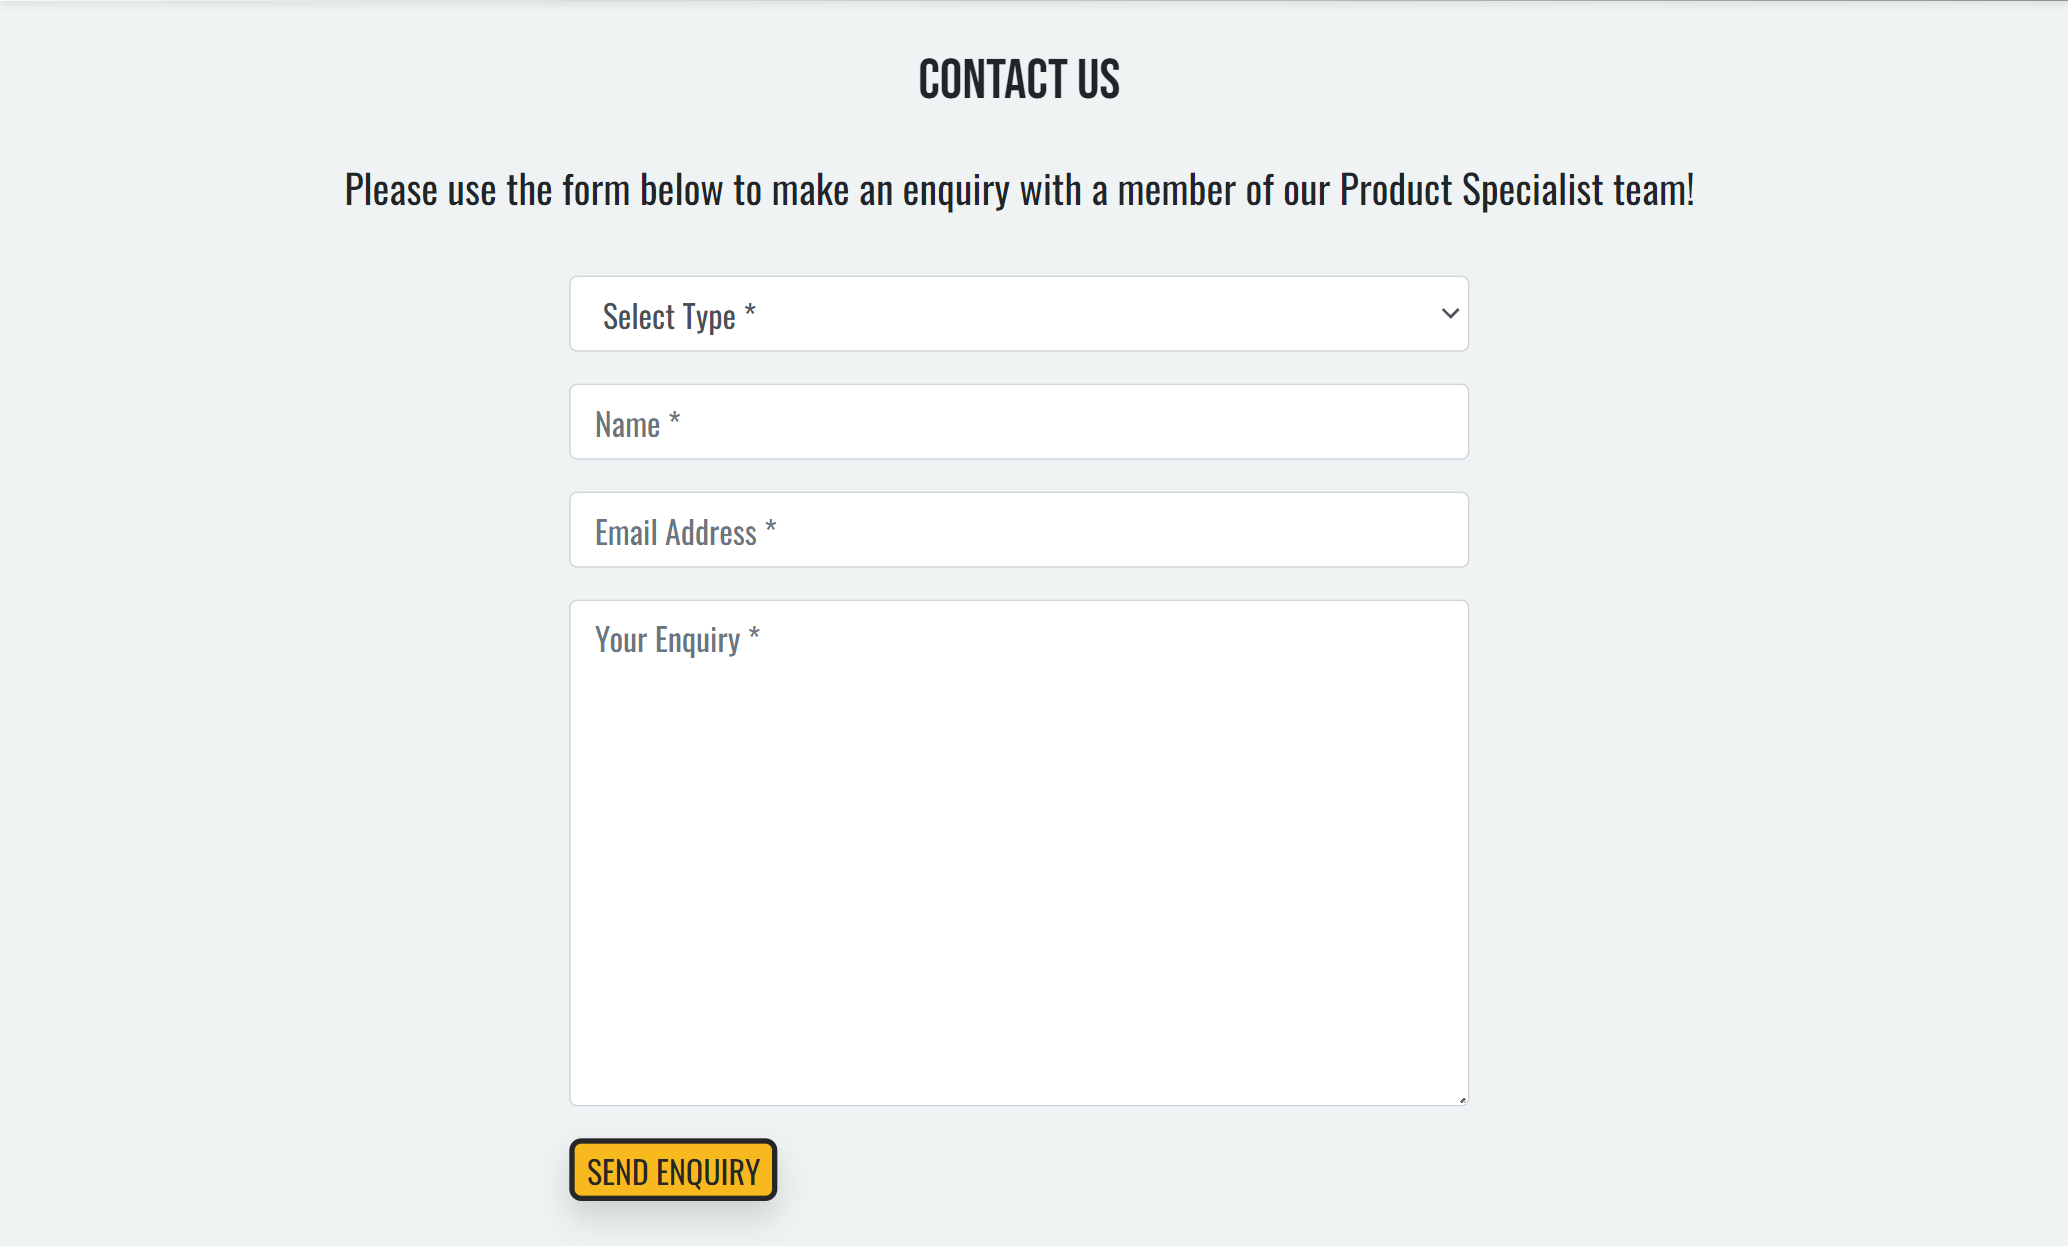 CONTACT US
Please use the form below to make an enquiry with a member of our Product Specialist team!
Select Type *
Name *
Email Address *
Your Enquiry *
SEND ENQUIRY